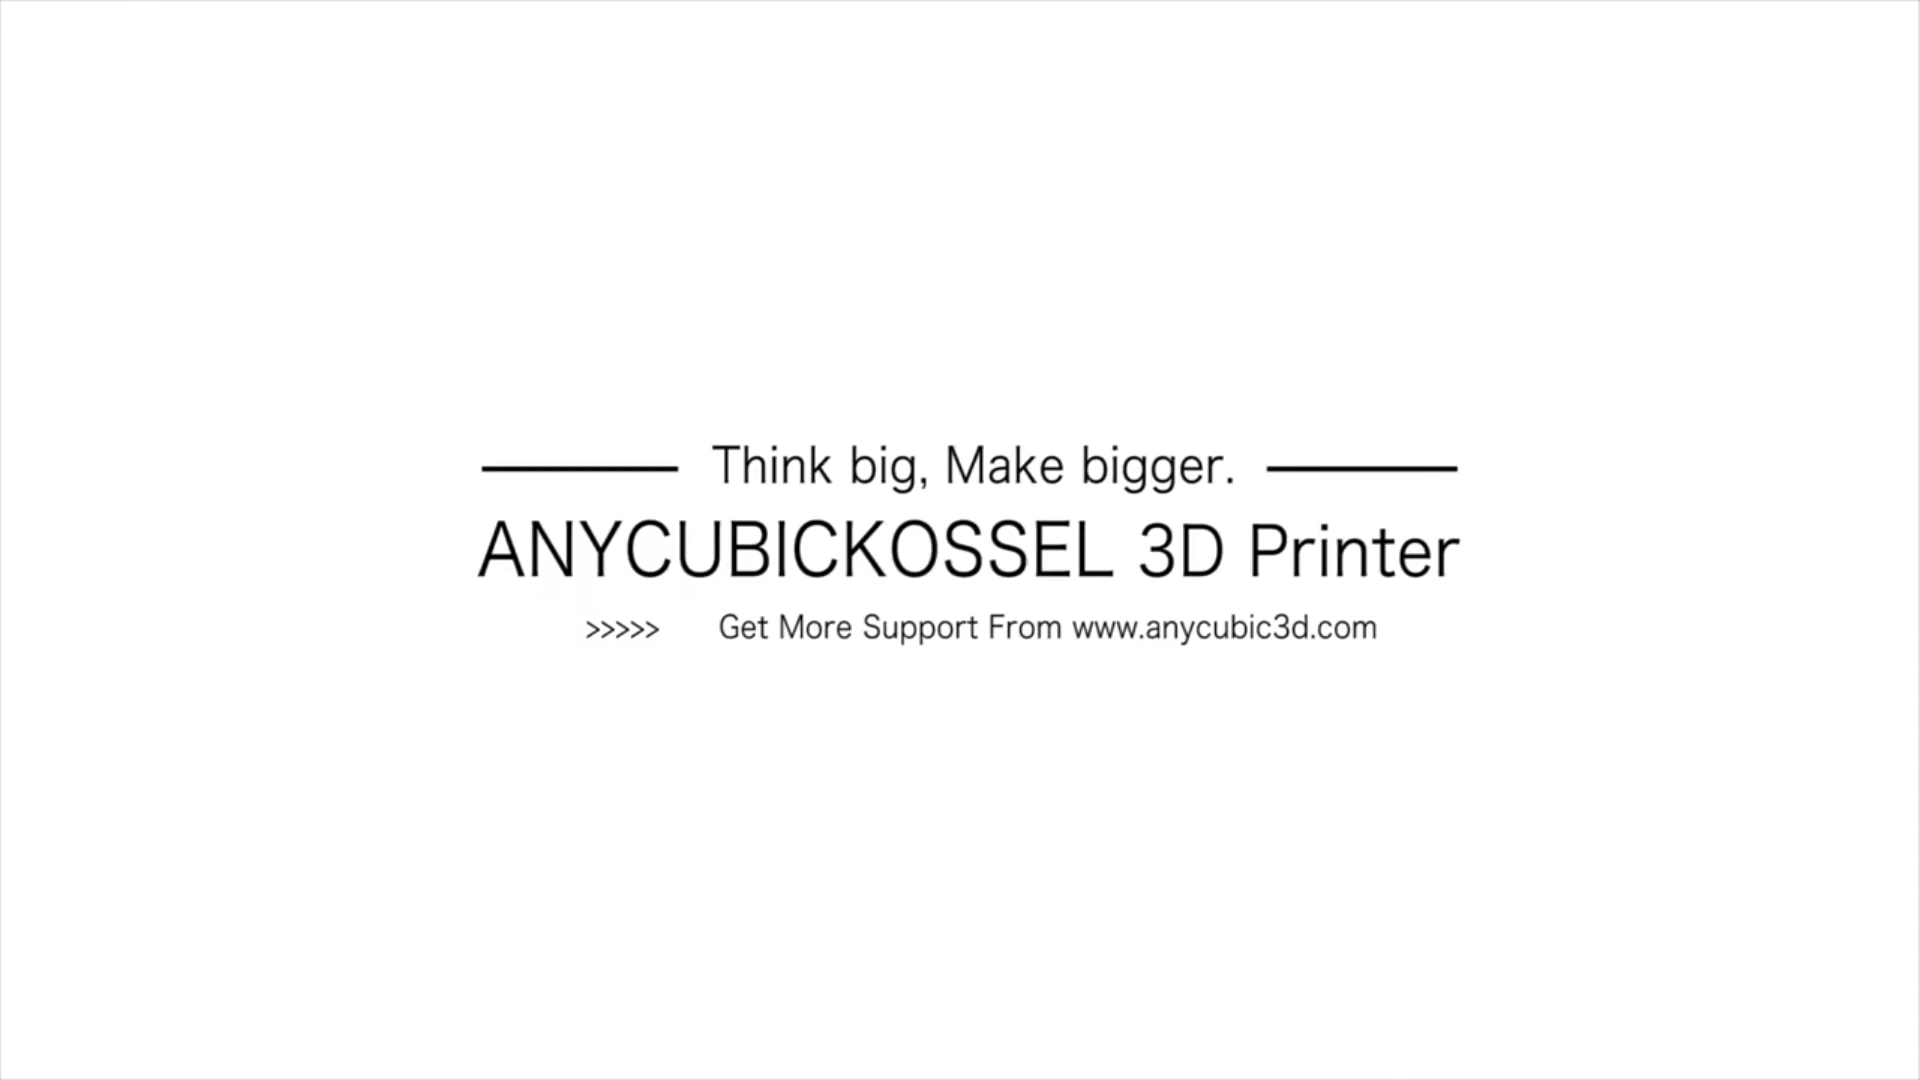 Think big, Make bigger.
ANYCUBICKOSSEL 3D Printer
>>>>> Get More Support From www.anycubic3d.com